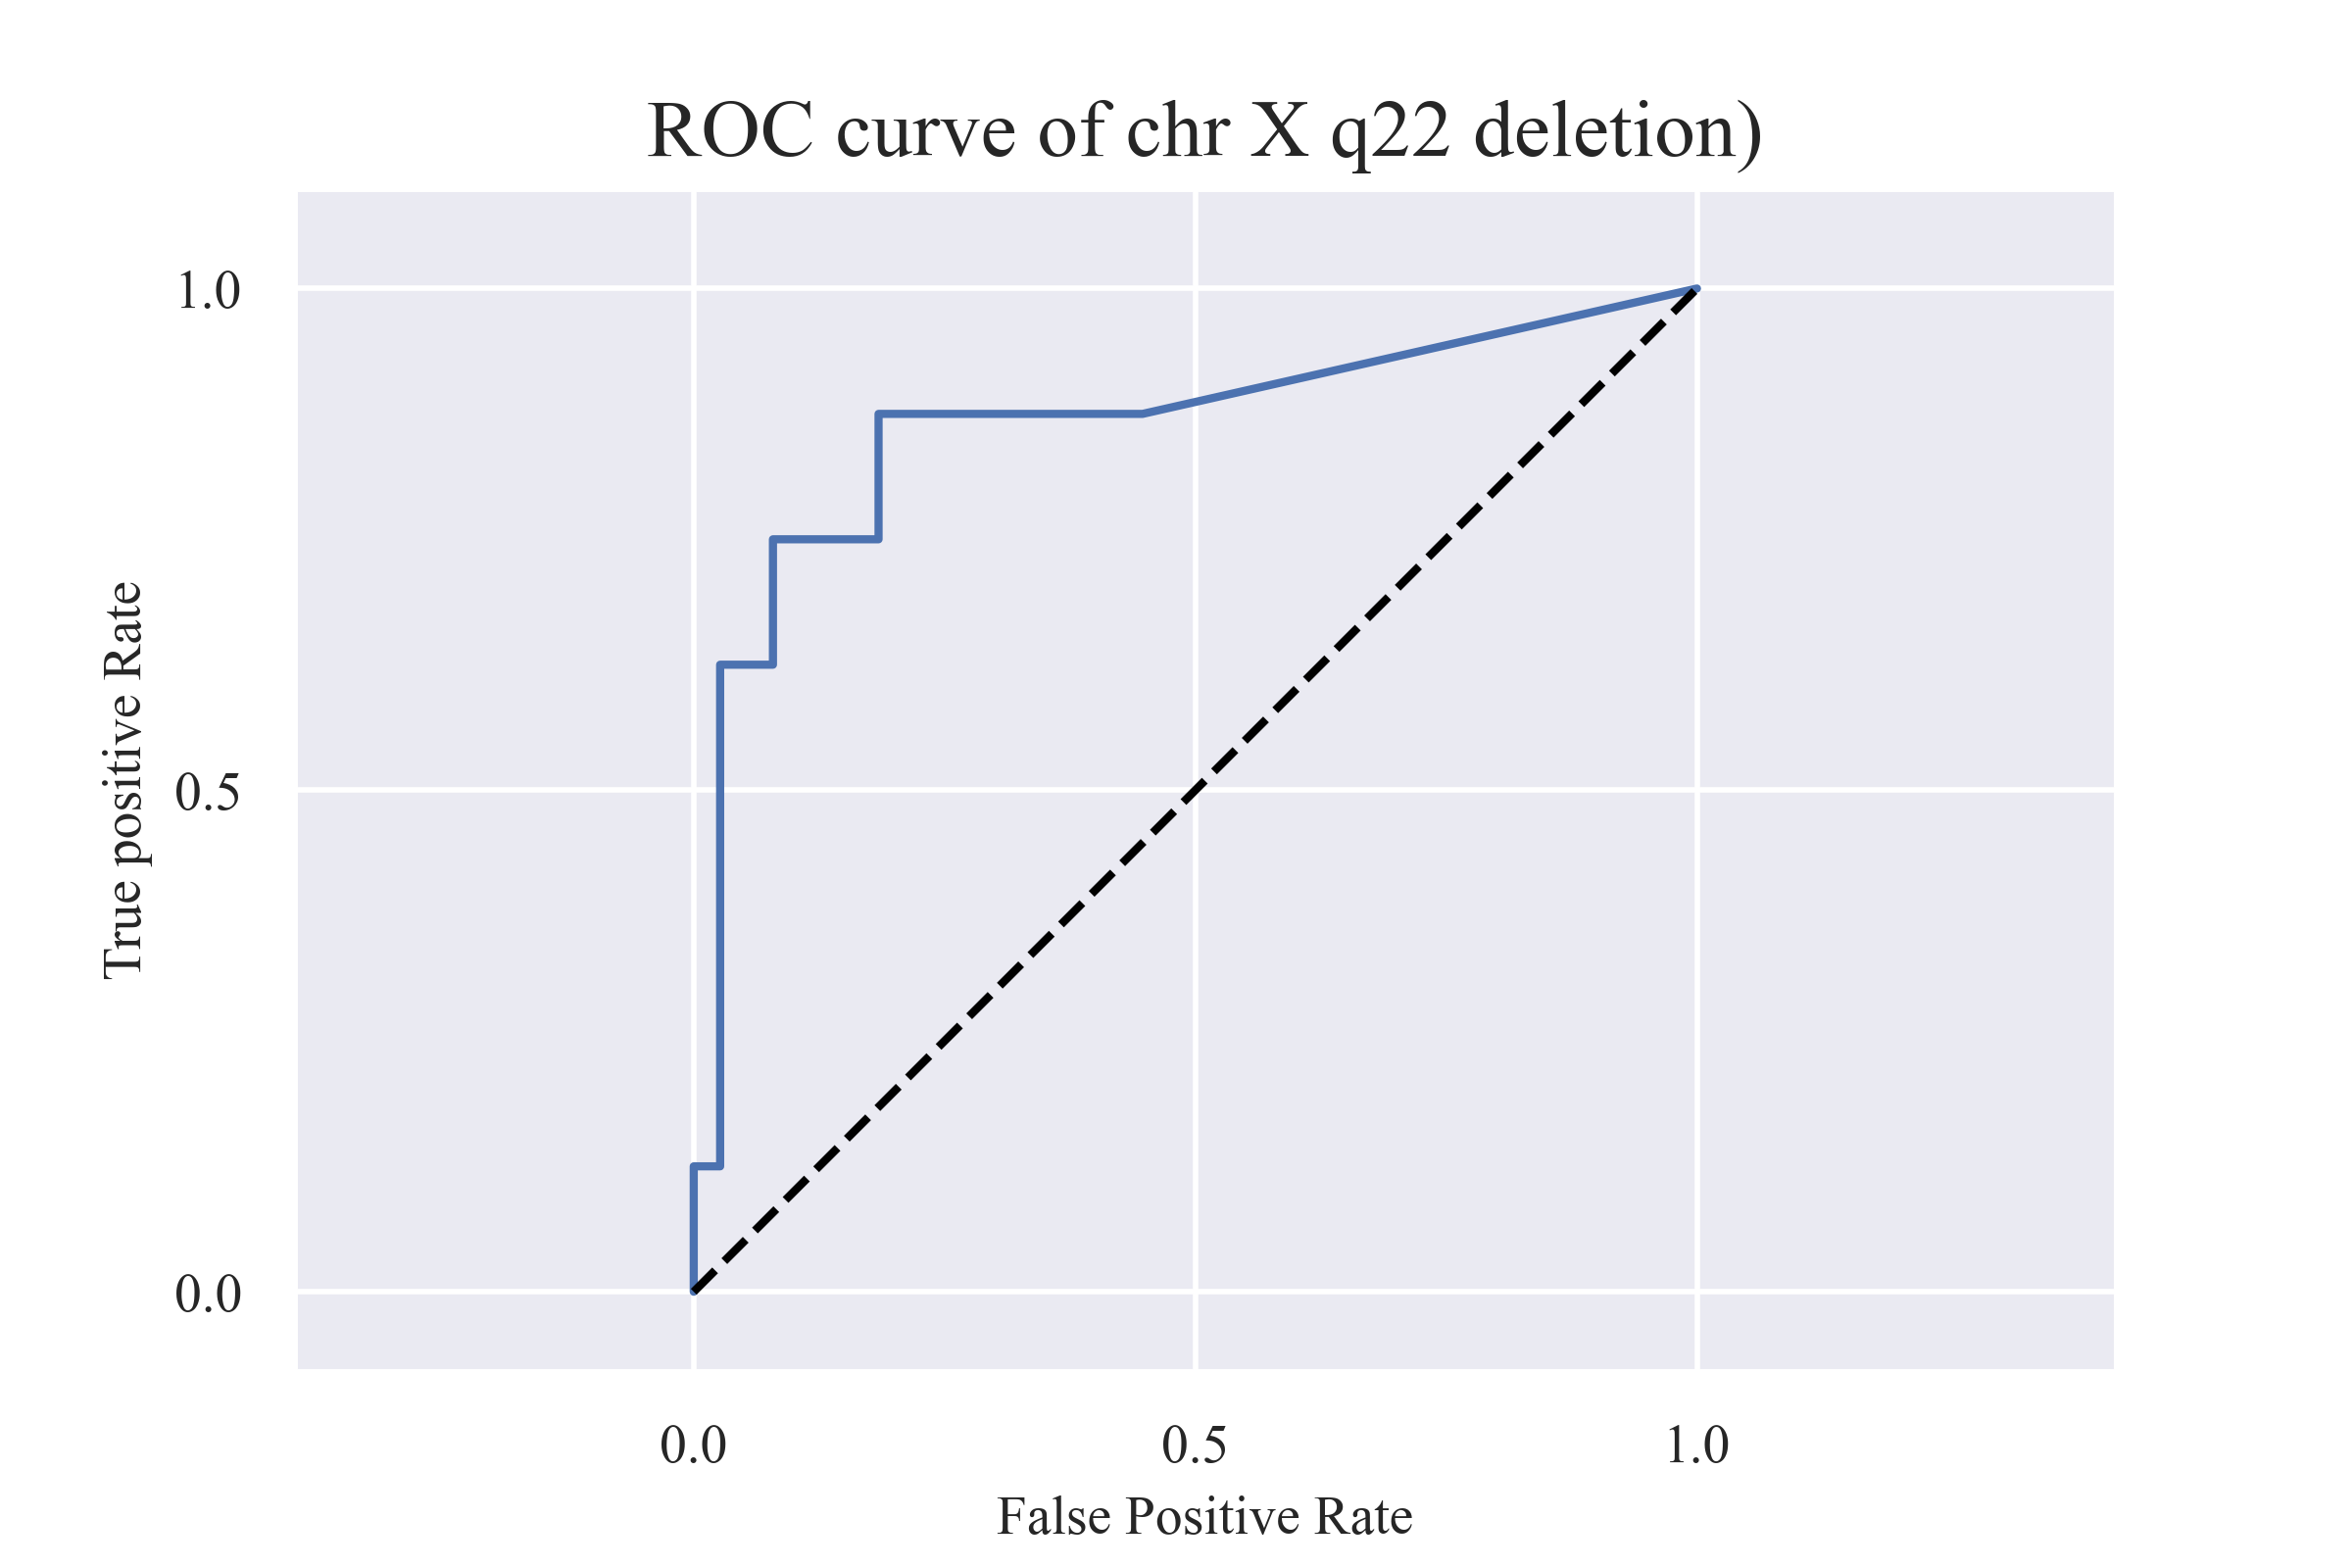 ROC curve of chr X q22 deletion)
True positive Rate
1.0
0.5
0.0
0.0 0.5 1.0
False Positive Rate